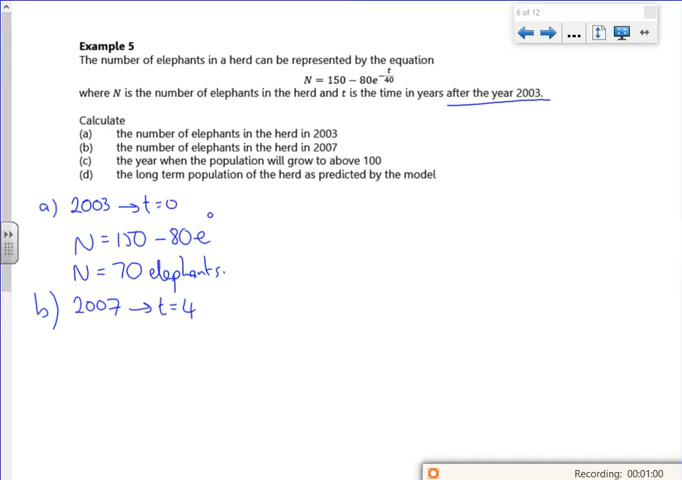 6 of 12
Example 5
The number of elephants in a herd can be represented by the equation
N = 150 − 80e^(−t/40)
where N is the number of elephants in the herd and t is the time in years after the year 2003.
Calculate
(a) the number of elephants in the herd in 2003
(b) the number of elephants in the herd in 2007
(c) the year when the population will grow to above 100
(d) the long term population of the herd as predicted by the model
a) 2003 → t=0
N = 150 − 80e^0
N = 70 elephants.
b) 2007 → t=4
Recording: 00:01:00